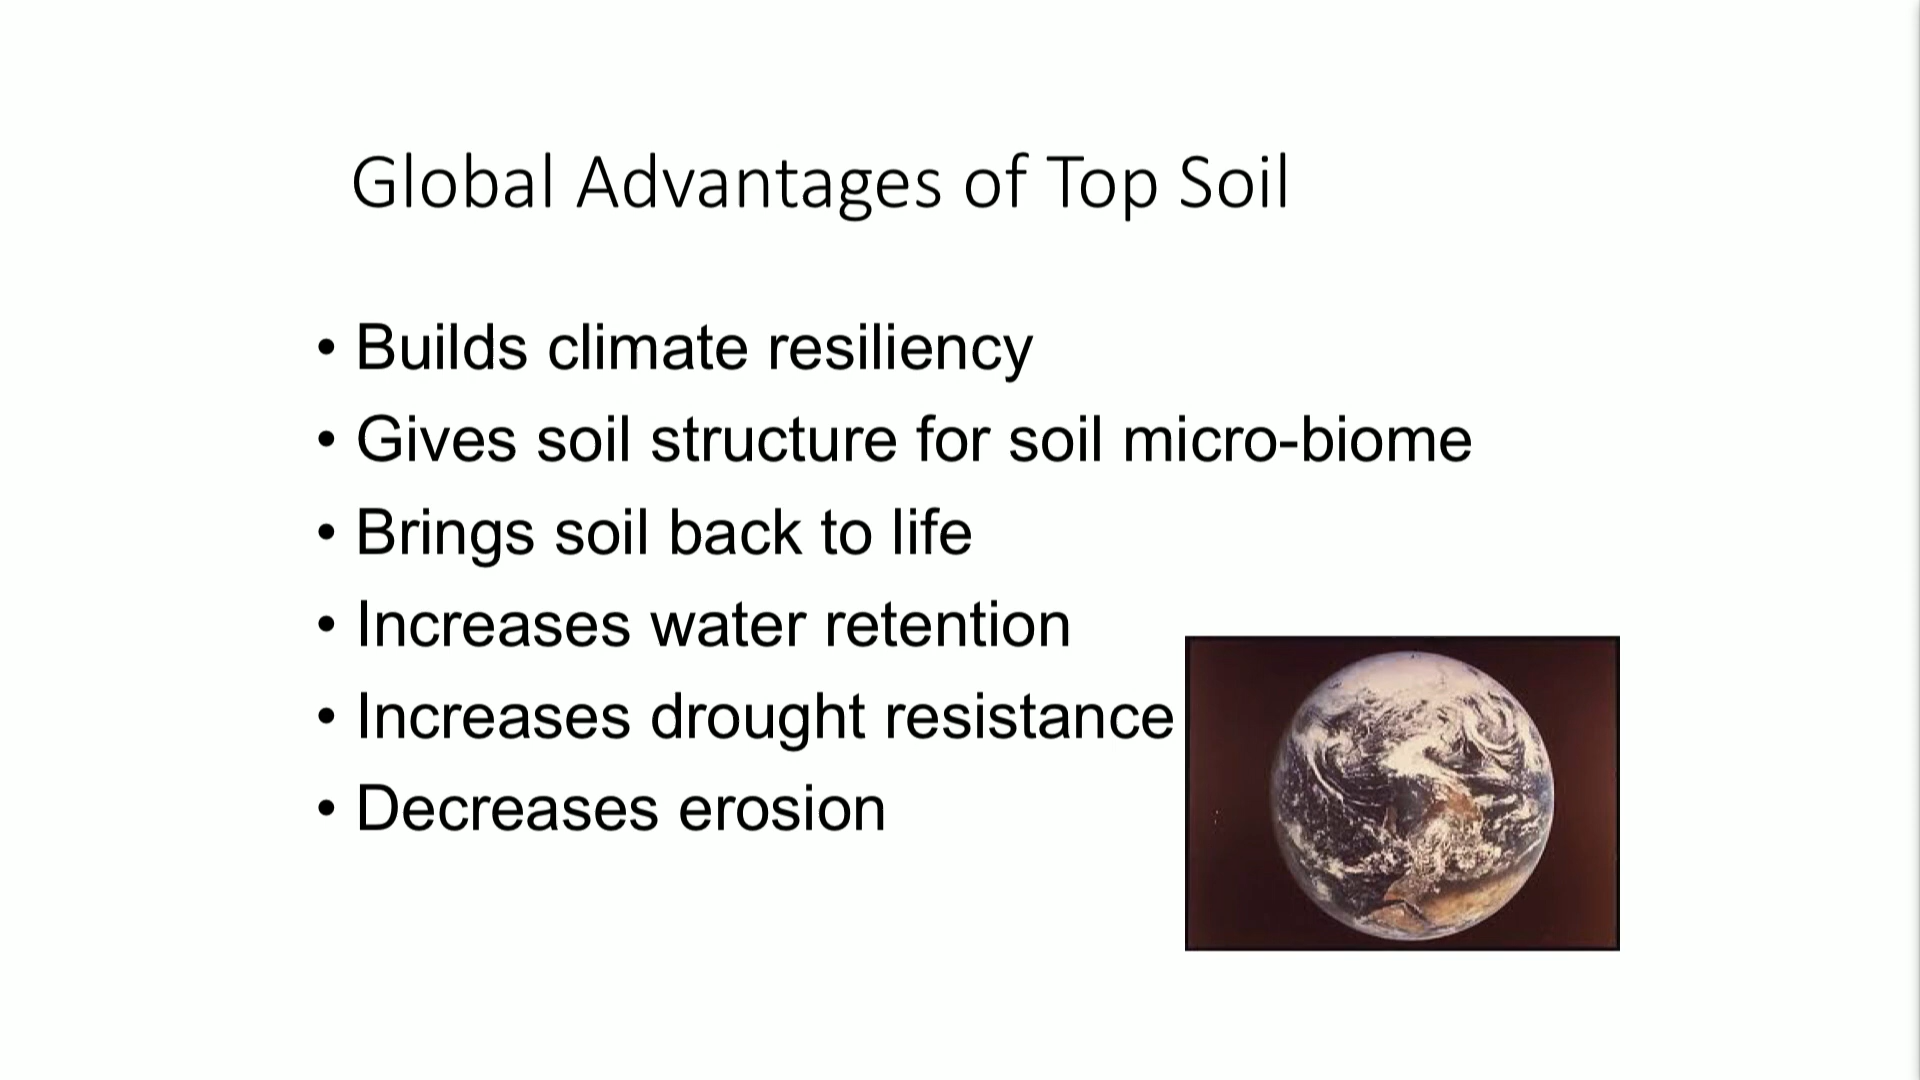 Global Advantages of Top Soil
• Builds climate resiliency
• Gives soil structure for soil micro-biome
• Brings soil back to life
• Increases water retention
• Increases drought resistance
• Decreases erosion